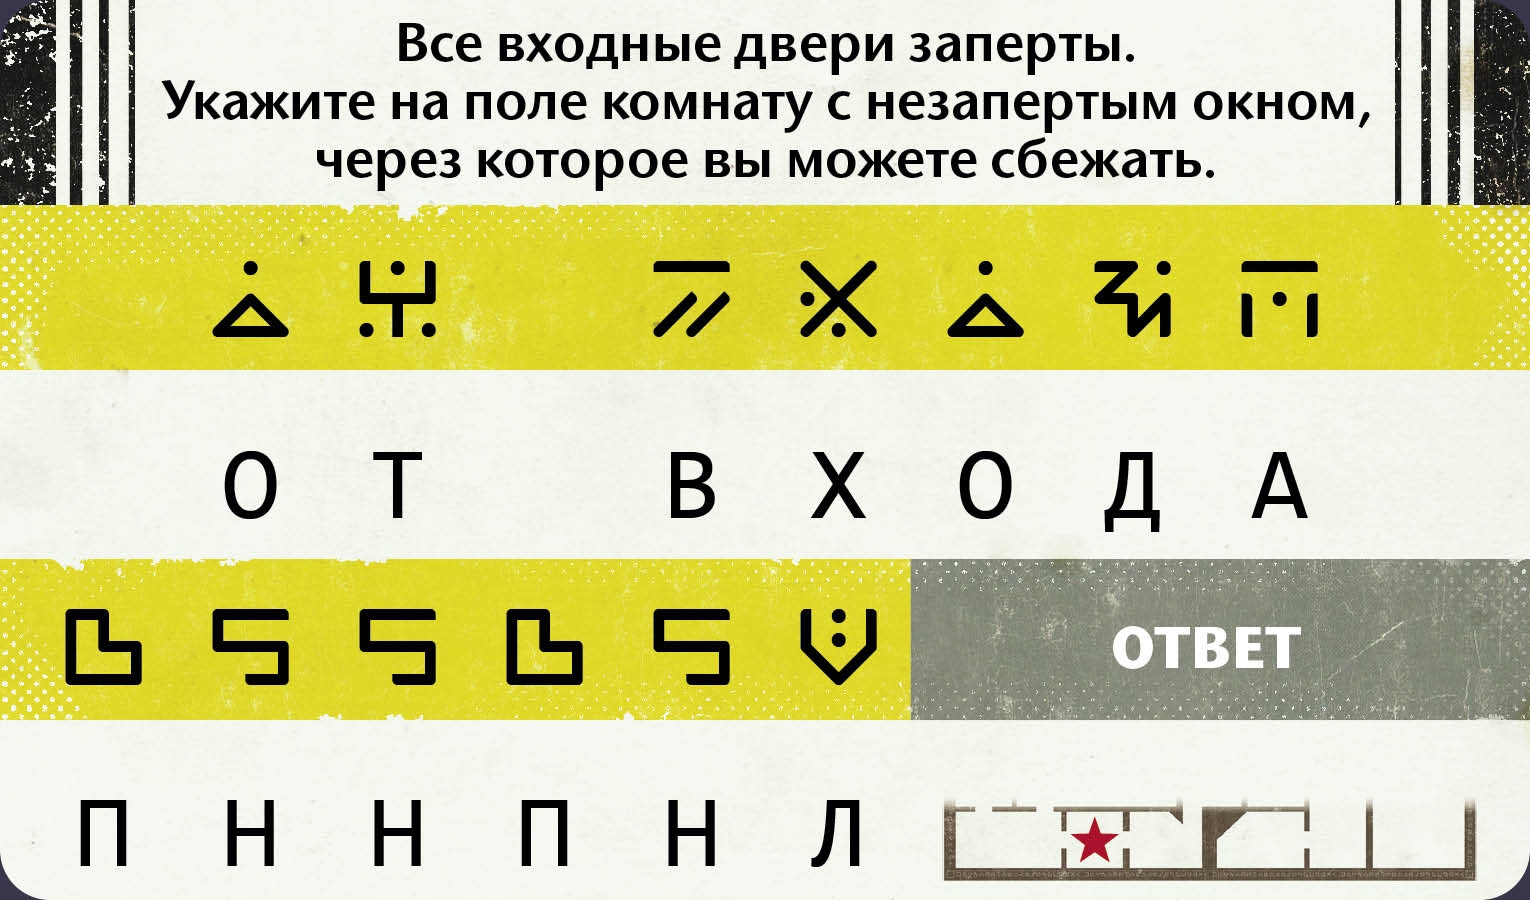 Все входные двери заперты.
Укажите на поле комнату с незапертым окном,
через которое вы можете сбежать.
О Т В Х О Д А
ОТВЕТ
П Н Н П Н Л